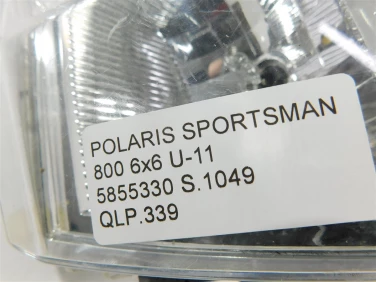 POLARIS SPORTSMAN
800 6x6 U-11
5855330 S.1049
QLP.339